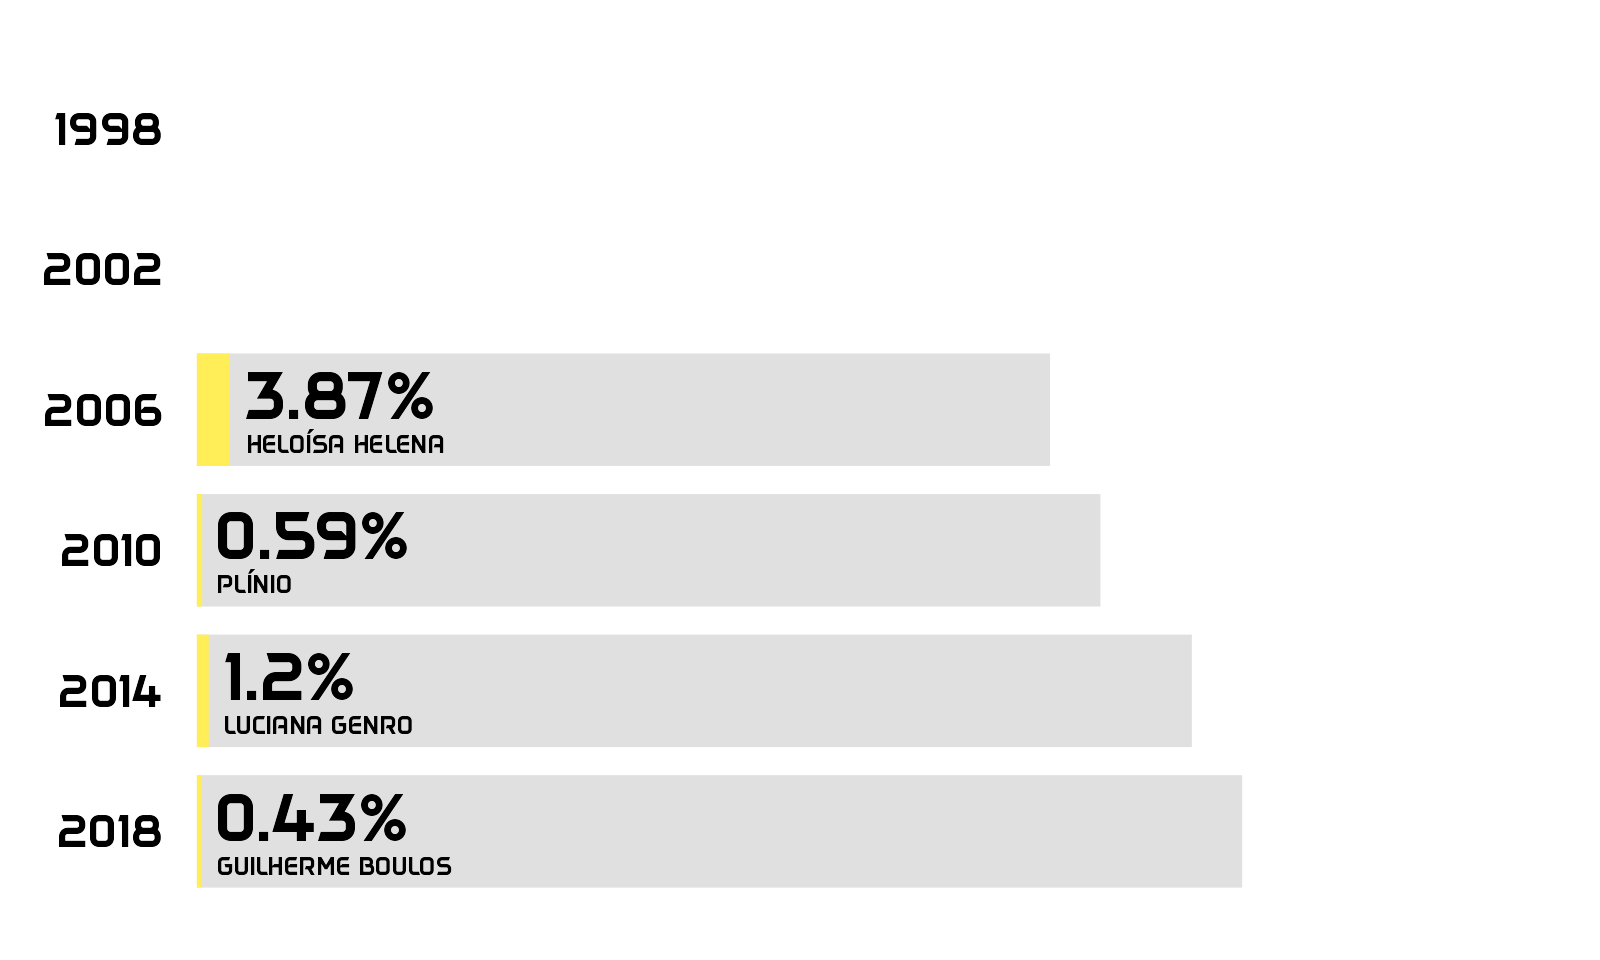 1998
2002
2006
3.87%
HELOÍSA HELENA
2010
0.59%
PLÍNIO
2014
1.2%
LUCIANA GENRO
2018
0.43%
GUILHERME BOULOS